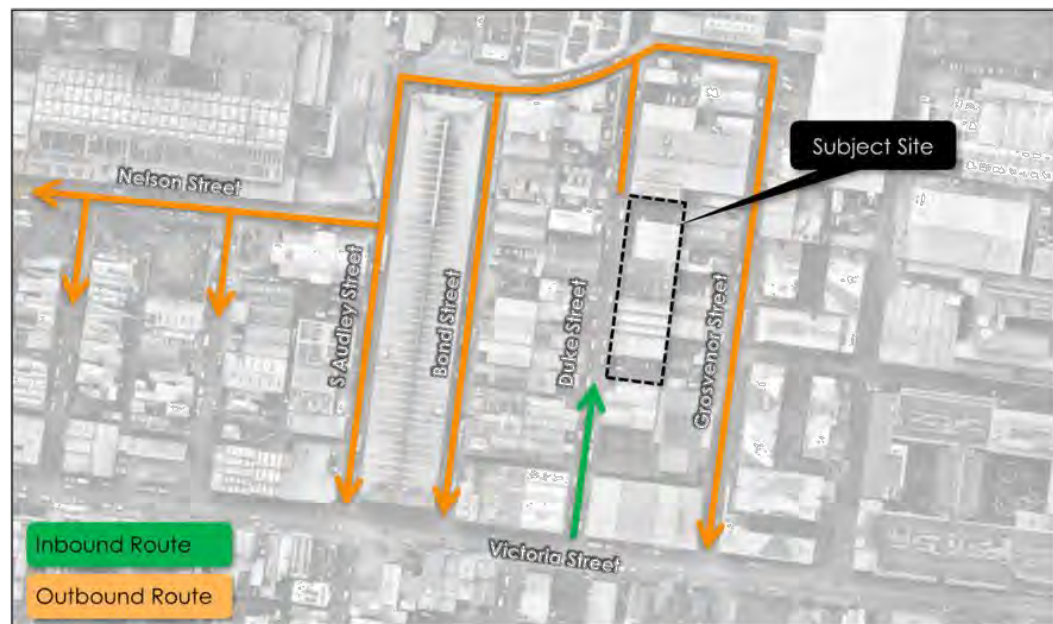 Subject Site
Nelson Street
S Audley Street
Bond Street
Duke Street
Grosvenor Street
Victoria Street
Inbound Route
Outbound Route